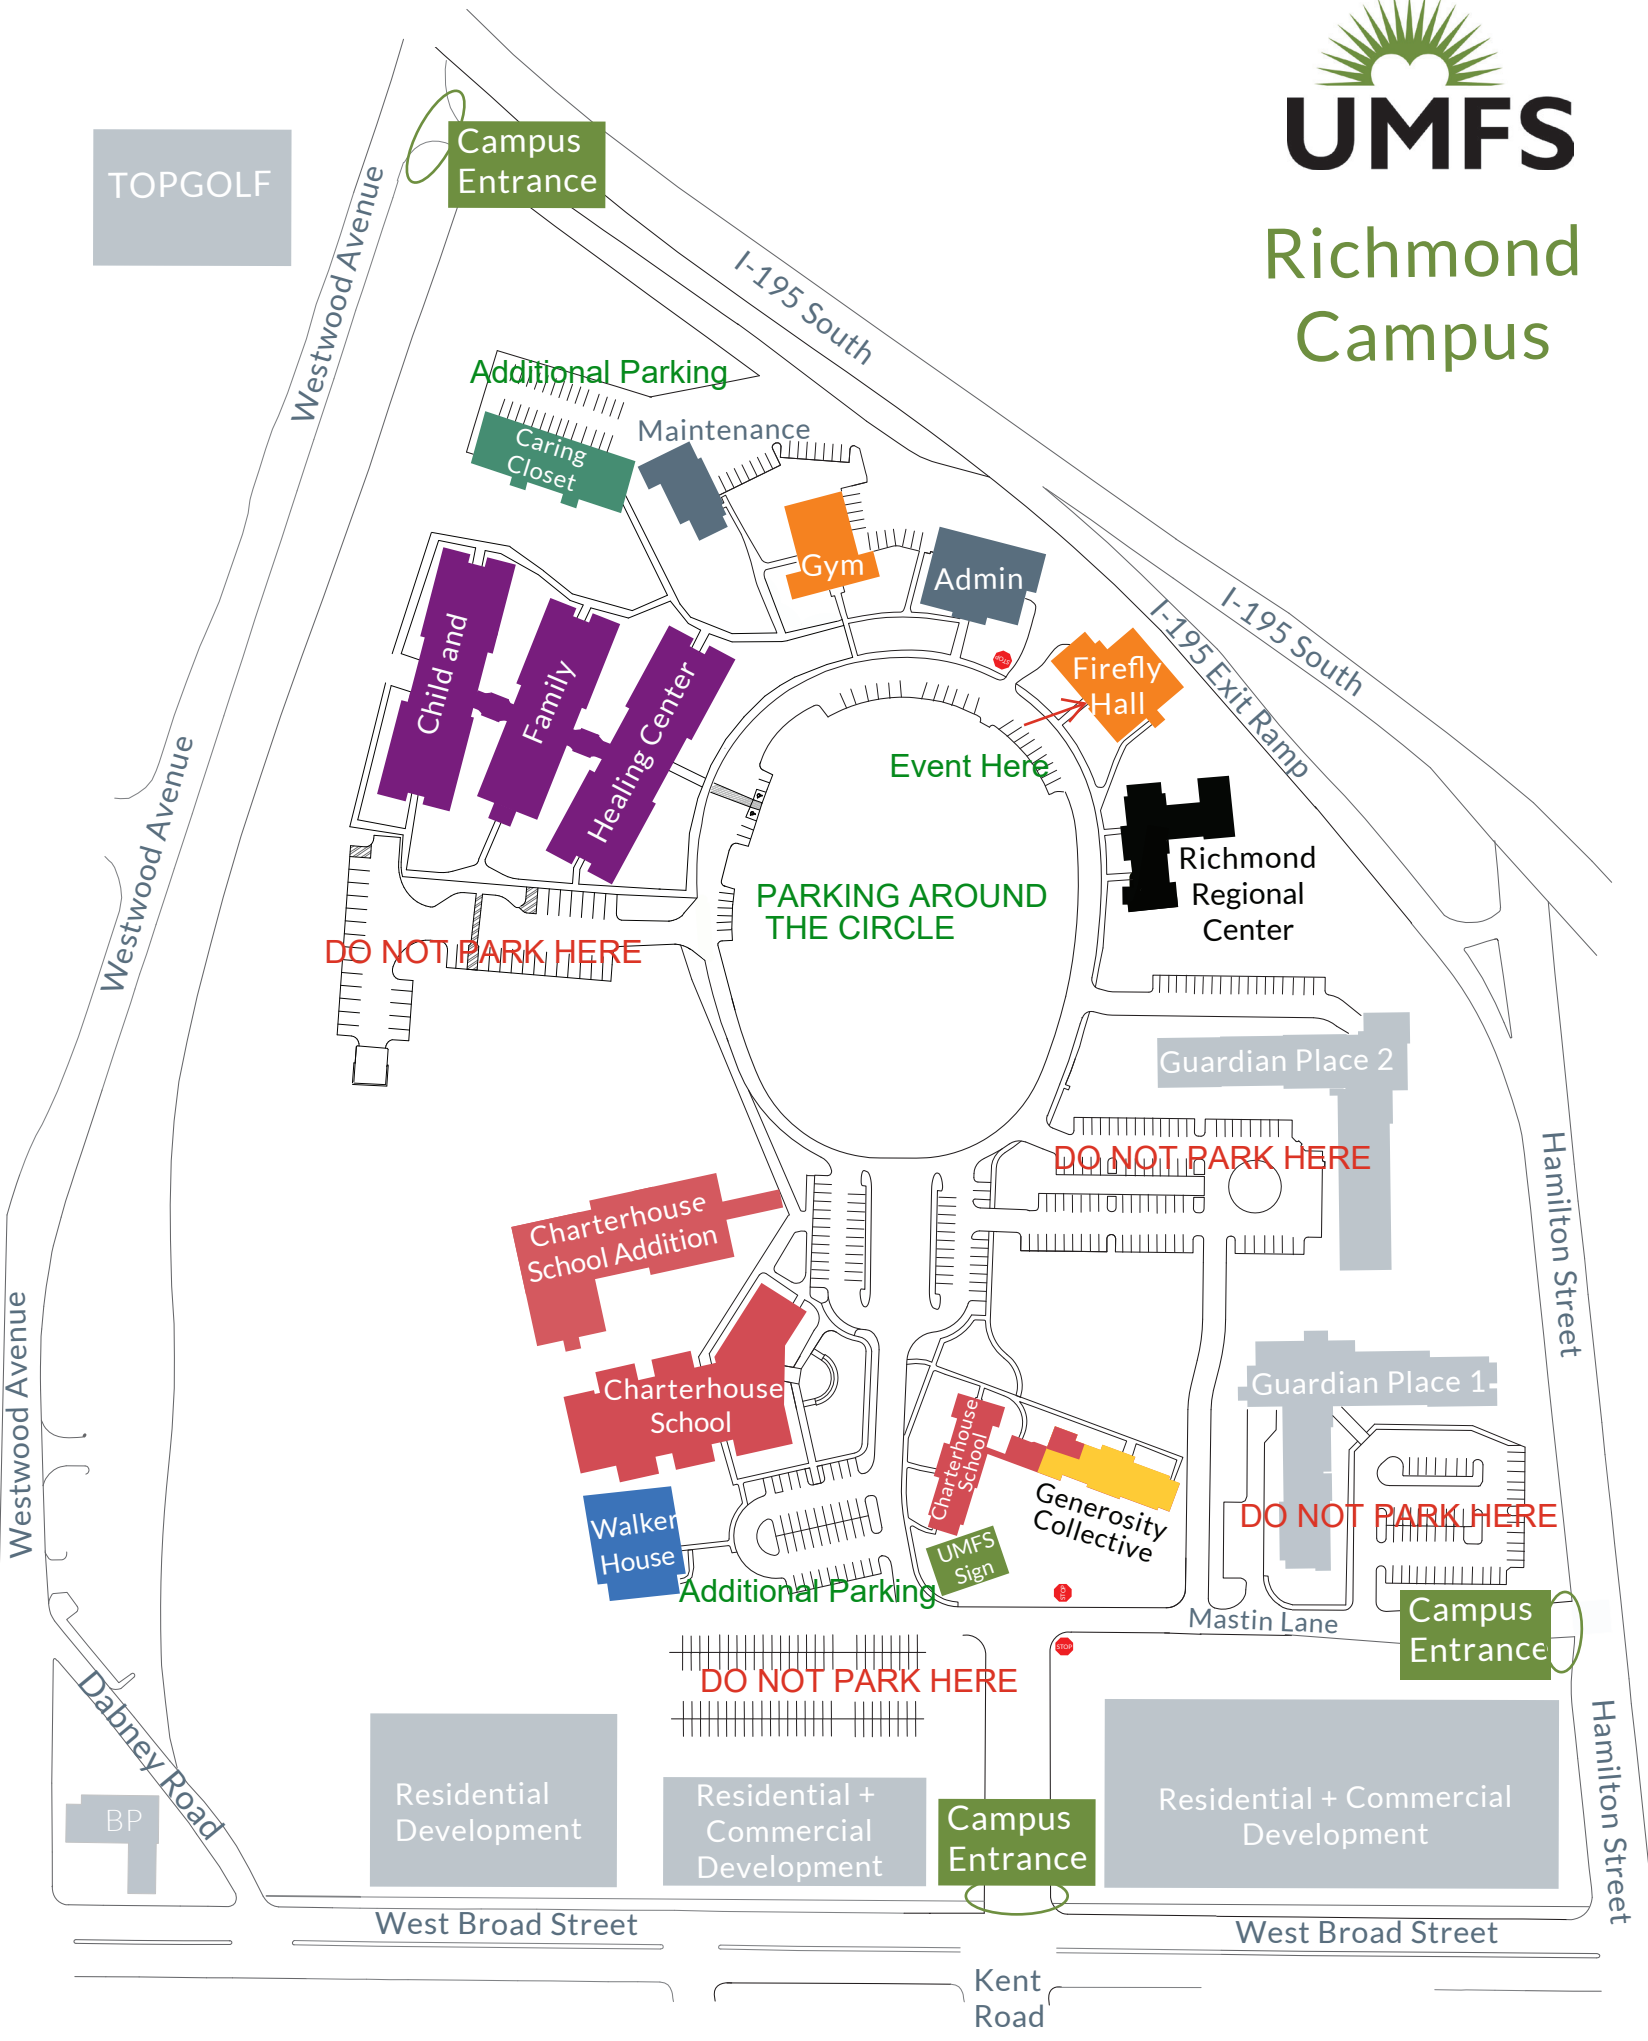 UMFS
Richmond
Campus
Campus
Entrance
TOPGOLF
Westwood Avenue
I-195 South
Additional Parking
Maintenance
Caring
Closet
Gym
Admin
STOP
I-195 South
I-195 Exit Ramp
Firefly
Hall
Child and
Family
Healing Center
Event Here
Westwood Avenue
Richmond
Regional
Center
PARKING AROUND
THE CIRCLE
DO NOT PARK HERE
Guardian Place 2
DO NOT PARK HERE
Hamilton Street
Charterhouse
School Addition
Westwood Avenue
Charterhouse
School
Guardian Place 1
Charterhouse
School
Generosity
Collective
DO NOT PARK HERE
Walker
House
UMFS
Sign
Additional Parking
STOP
Mastin Lane
Campus
Entrance
STOP
DO NOT PARK HERE
Dabney Road
Hamilton Street
BP
Residential
Development
Residential +
Commercial
Development
Campus
Entrance
Residential + Commercial
Development
West Broad Street
West Broad Street
Kent
Road